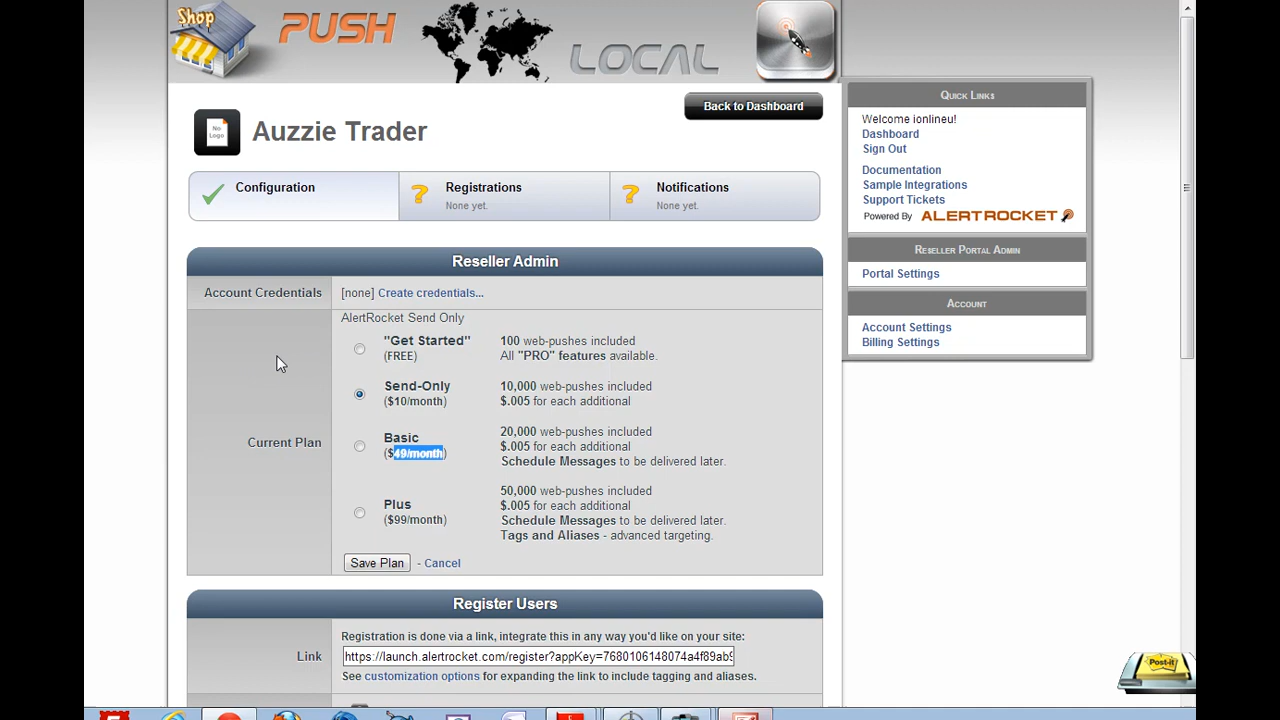 Shop
PUSH
LOCAL
Back to Dashboard
No
Logo
Auzzie Trader
Configuration
Registrations
None yet.
Notifications
None yet.
Quick Links
Welcome ionlineu!
Dashboard
Sign Out
Documentation
Sample Integrations
Support Tickets
Powered By ALERTROCKET
Reseller Portal Admin
Portal Settings
Account
Account Settings
Billing Settings
Reseller Admin
Account Credentials
[none] Create credentials...
Current Plan
AlertRocket Send Only
"Get Started"
(FREE)
100 web-pushes included
All "PRO" features available.
Send-Only
($10/month)
10,000 web-pushes included
$.005 for each additional
Basic
($49/month)
20,000 web-pushes included
$.005 for each additional
Schedule Messages to be delivered later.
Plus
($99/month)
50,000 web-pushes included
$.005 for each additional
Schedule Messages to be delivered later.
Tags and Aliases - advanced targeting.
Save Plan - Cancel
Register Users
Registration is done via a link, integrate this in any way you'd like on your site:
Link
https://launch.alertrocket.com/register?appKey=7680106148074a4f89ab9
See customization options for expanding the link to include tagging and aliases.
Post-it